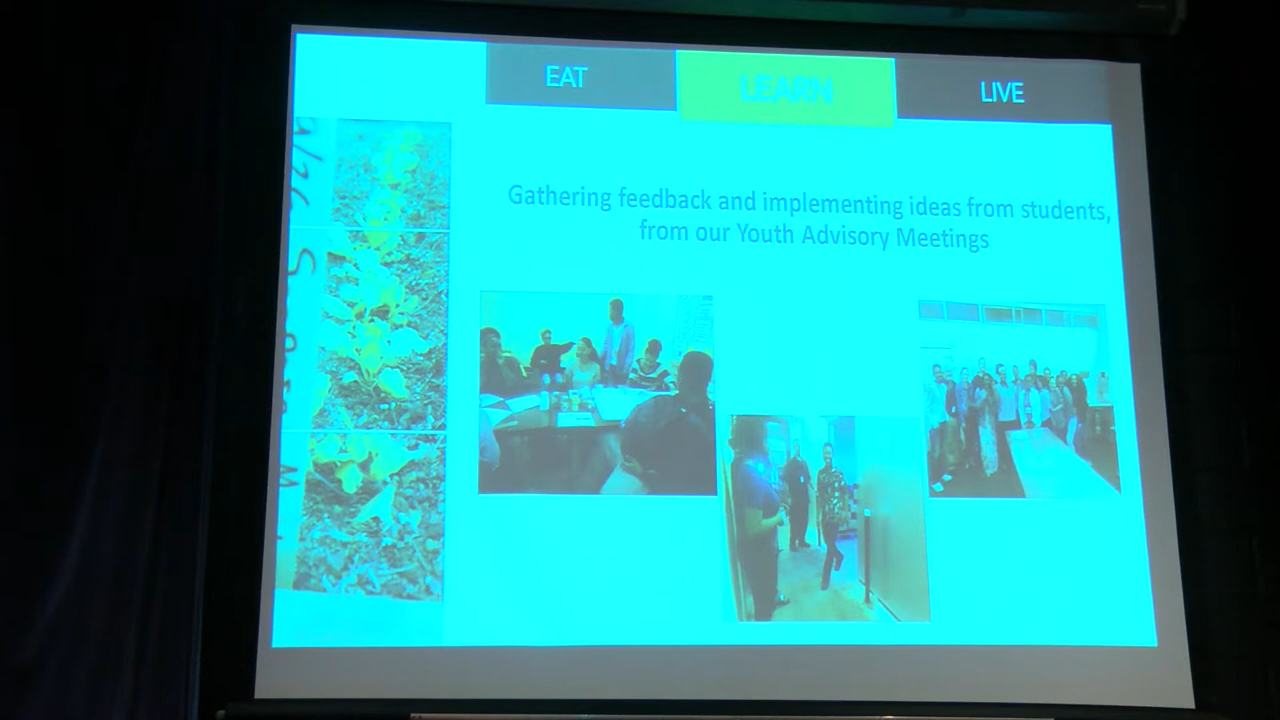 EAT
LEARN
LIVE
Gathering feedback and implementing ideas from students,
from our Youth Advisory Meetings